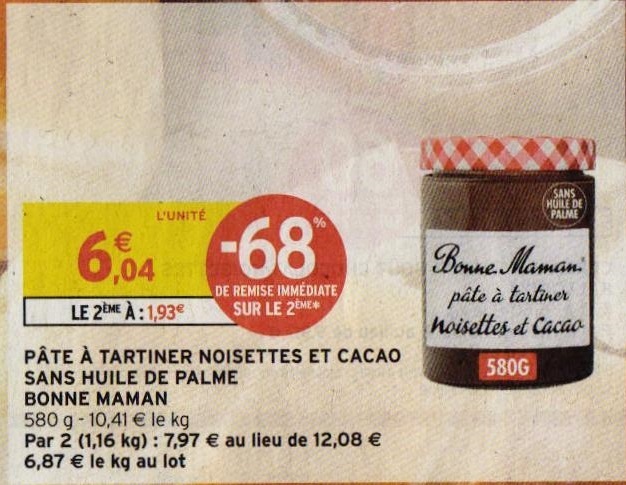 L'UNITÉ
6€,04
-68%
DE REMISE IMMÉDIATE
SUR LE 2ÈME*
LE 2ÈME À : 1,93€
SANS
HUILE DE
PALME
Bonne Maman
pâte à tartiner
Noisettes et Cacao
580G
PÂTE À TARTINER NOISETTES ET CACAO
SANS HUILE DE PALME
BONNE MAMAN
580 g - 10,41 € le kg
Par 2 (1,16 kg) : 7,97 € au lieu de 12,08 €
6,87 € le kg au lot